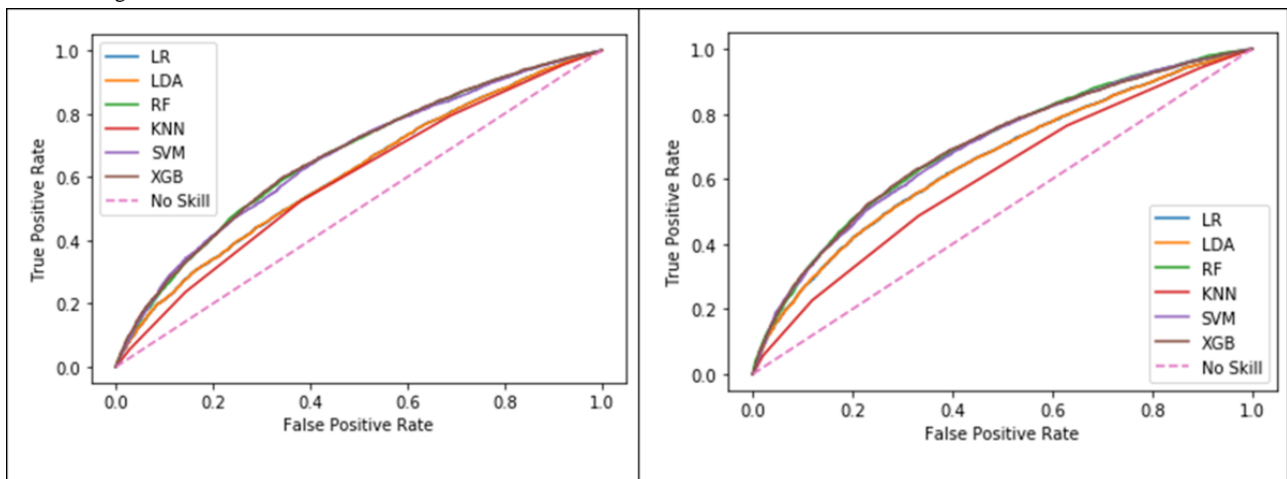 1.0
0.8
0.6
0.4
0.2
0.0
True Positive Rate
LR
LDA
RF
KNN
SVM
XGB
No Skill
0.0 0.2 0.4 0.6 0.8 1.0
False Positive Rate
1.0
0.8
0.6
0.4
0.2
0.0
True Positive Rate
LR
LDA
RF
KNN
SVM
XGB
No Skill
0.0 0.2 0.4 0.6 0.8 1.0
False Positive Rate